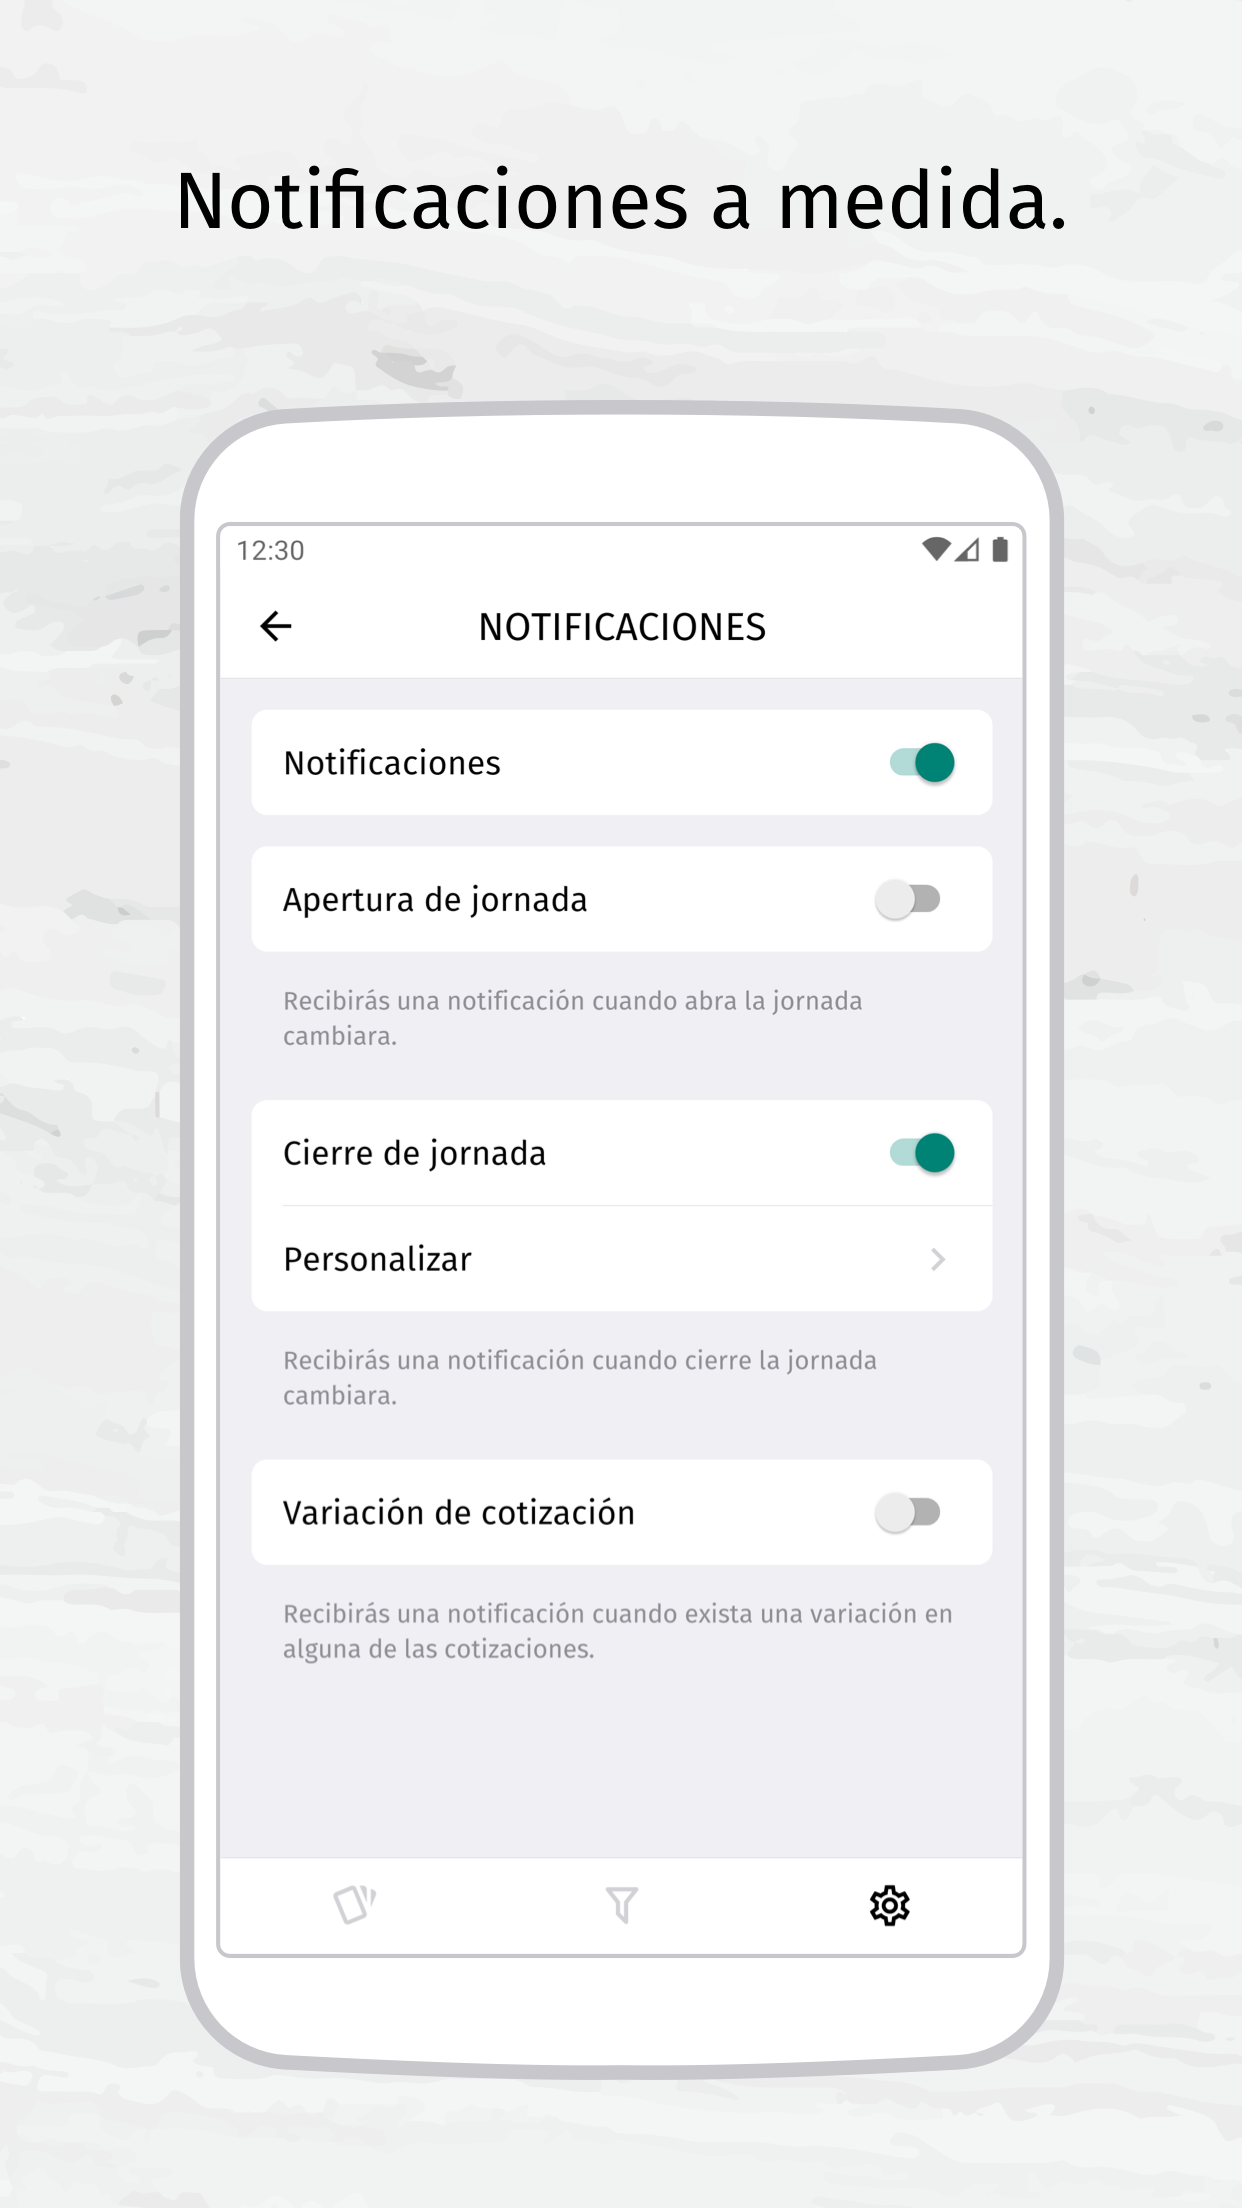 Notificaciones a medida.
12:30
NOTIFICACIONES
Notificaciones
Apertura de jornada
Recibirás una notificación cuando abra la jornada
cambiara.
Cierre de jornada
Personalizar
Recibirás una notificación cuando cierre la jornada
cambiara.
Variación de cotización
Recibirás una notificación cuando exista una variación en
alguna de las cotizaciones.